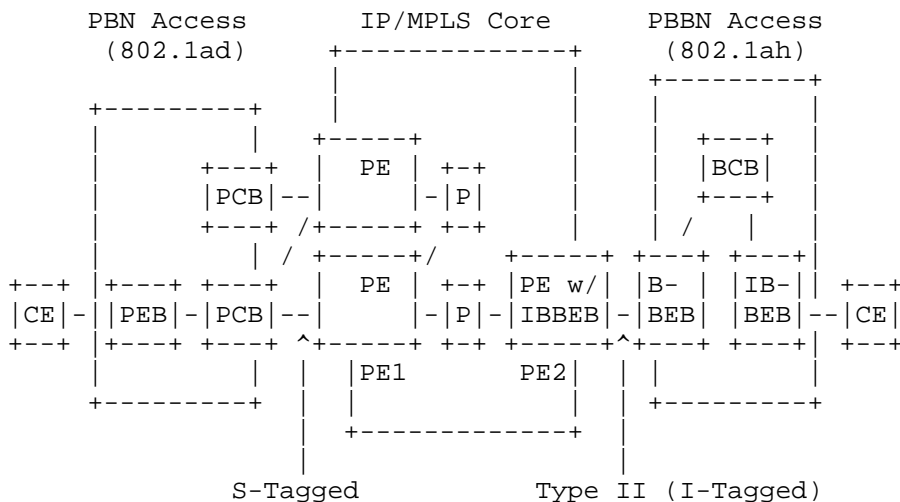 PBN Access IP/MPLS Core PBBN Access
(802.1ad) (802.1ah)
PE BCB
PCB P
PE PE w/ B- IB-
CE PEB PCB P IBBEB BEB BEB CE
PE1 PE2
S-Tagged Type II (I-Tagged)